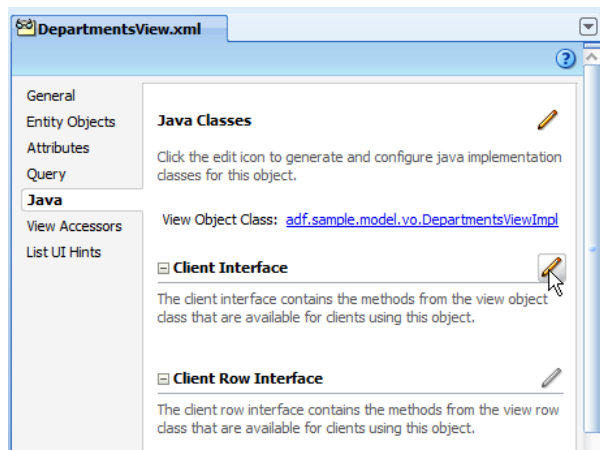 DepartmentsView.xml
General
Entity Objects
Attributes
Query
Java
View Accessors
List UI Hints
Java Classes
Click the edit icon to generate and configure java implementation
classes for this object.
View Object Class: adf.sample.model.vo.DepartmentsViewImpl
Client Interface
The client interface contains the methods from the view object
class that are available for clients using this object.
Client Row Interface
The client row interface contains the methods from the view row
class that are available for clients using this object.